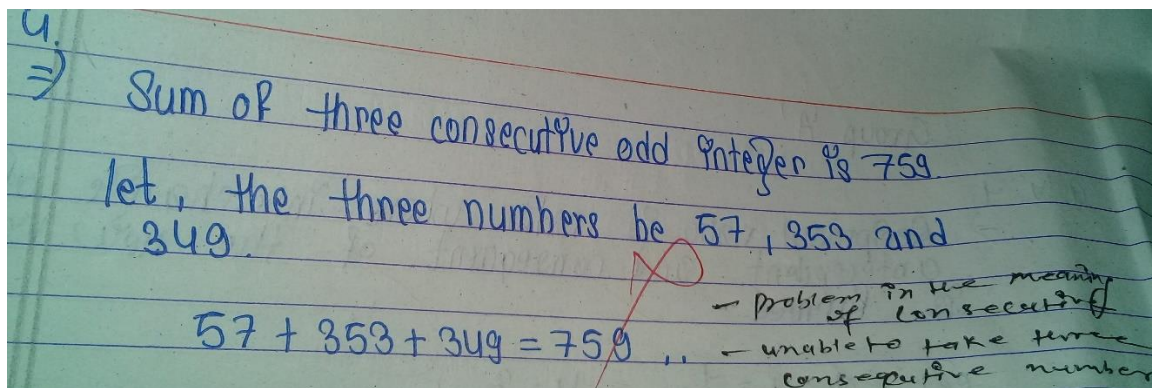 4.
⇒ Sum of three consecutive odd integer is 759.
let, the three numbers be 57, 353 and
349.
57 + 353 + 349 = 759
- problem in the meaning
of consecutive
- unable to take three
consequtive number